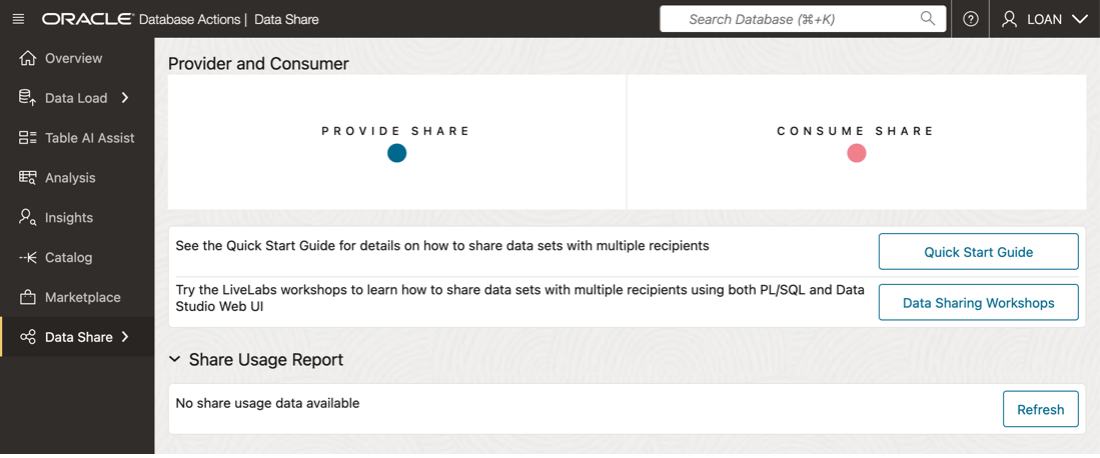 ORACLE Database Actions | Data Share
Search Database (⌘+K)
LOAN
Overview
Data Load
Table AI Assist
Analysis
Insights
Catalog
Marketplace
Data Share
Provider and Consumer
PROVIDE SHARE
CONSUME SHARE
See the Quick Start Guide for details on how to share data sets with multiple recipients
Quick Start Guide
Try the LiveLabs workshops to learn how to share data sets with multiple recipients using both PL/SQL and Data
Studio Web UI
Data Sharing Workshops
Share Usage Report
No share usage data available
Refresh